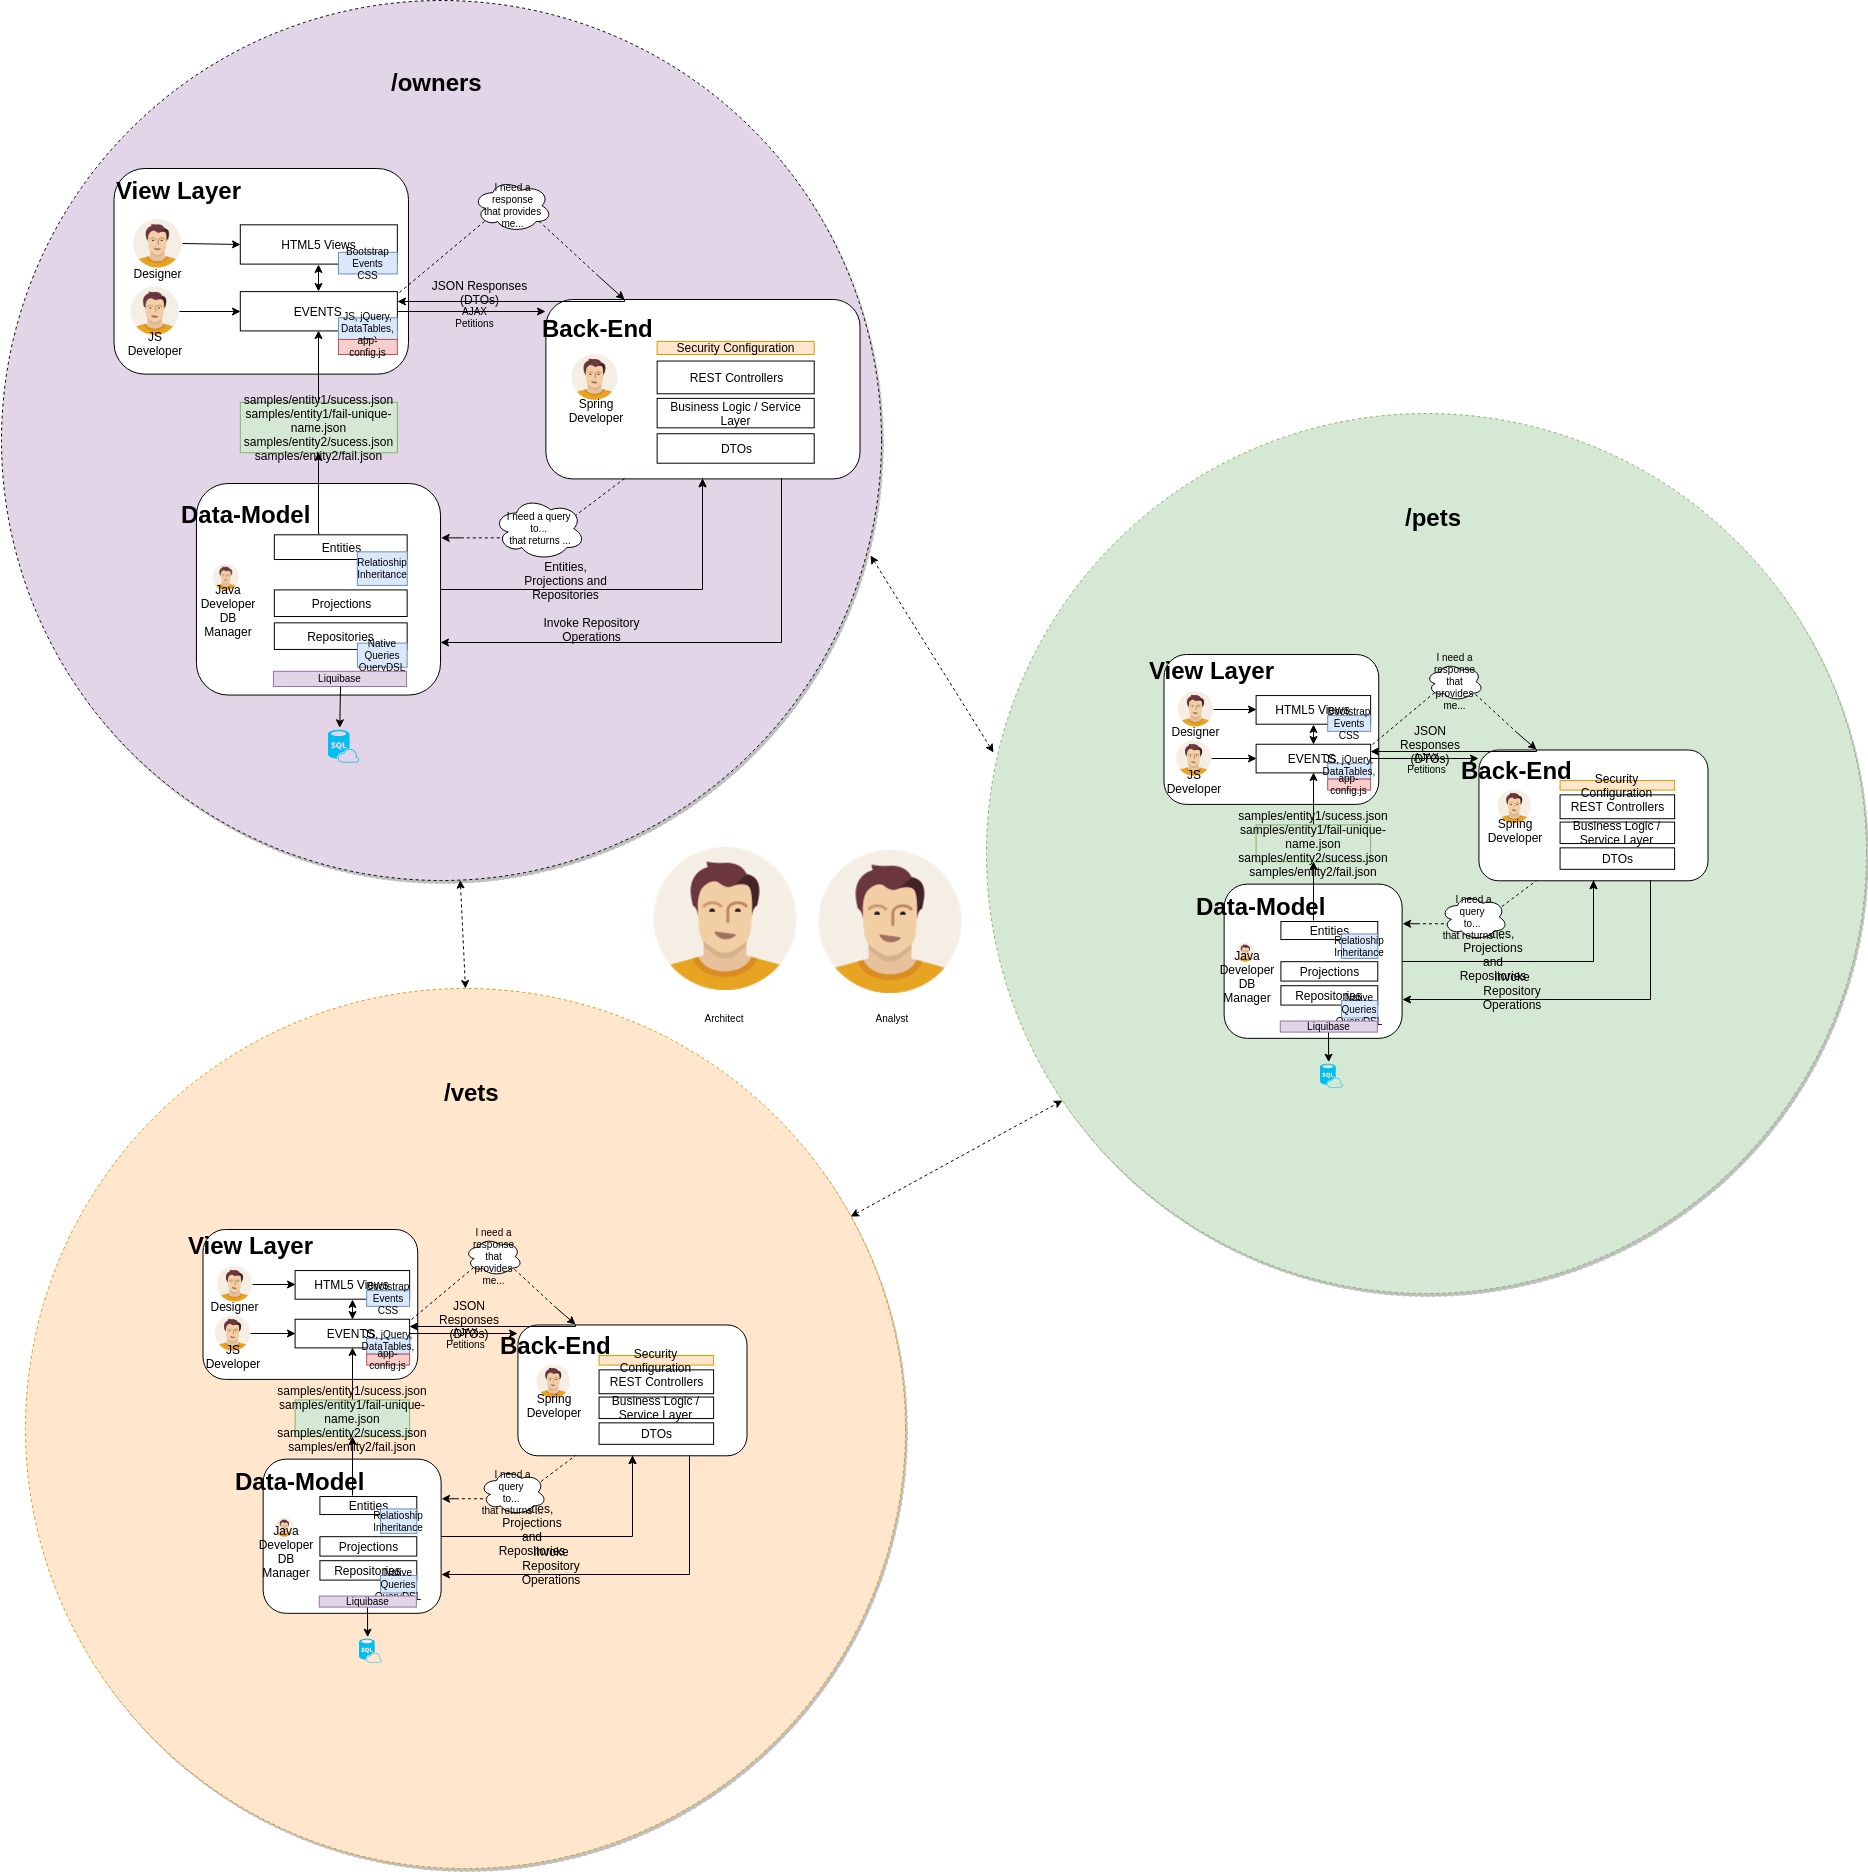 /owners
View Layer
Designer
HTML5 Views
Bootstrap
Events
CSS
JS
Developer
EVENTS
JS, jQuery,
DataTables,
app-
config.js
I need a
response
that provides
me...
JSON Responses
(DTOs)
AJAX
Petitions
Back-End
Spring
Developer
Security Configuration
REST Controllers
Business Logic / Service
Layer
DTOs
samples/entity1/sucess.json
samples/entity1/fail-unique-
name.json
samples/entity2/sucess.json
samples/entity2/fail.json
Data-Model
Java
Developer
DB
Manager
Entities
Relatioship
Inheritance
Projections
Repositories
Native
Queries
QueryDSL
Liquibase
SQL
I need a query
to...
that returns ...
Entities,
Projections and
Repositories
Invoke Repository
Operations
/pets
View Layer
Designer
HTML5 Views
Bootstrap
Events
CSS
JS
Developer
EVENTS
jQuery,
DataTables,
app-
config.js
I need a
response
that
provides
me...
JSON
Responses
(DTOs)
Petitions
Back-End
Spring
Developer
Security
Configuration
REST Controllers
Business Logic /
Service Layer
DTOs
samples/entity1/sucess.json
samples/entity1/fail-unique-
name.json
samples/entity2/sucess.json
samples/entity2/fail.json
Data-Model
Java
Developer
DB
Manager
Entities
Relatioship
Inheritance
Projections
Repositories
Native
Queries
QueryDSL
Liquibase
SQL
I need a
query
to...
that returns ...
Projections
and
Repositories
Invoke
Repository
Operations
Architect
Analyst
/vets
View Layer
Designer
HTML5 Views
Bootstrap
Events
CSS
JS
Developer
EVENTS
jQuery,
DataTables,
app-
config.js
I need a
response
that
provides
me...
JSON
Responses
(DTOs)
Petitions
Back-End
Spring
Developer
Security
Configuration
REST Controllers
Business Logic /
Service Layer
DTOs
samples/entity1/sucess.json
samples/entity1/fail-unique-
name.json
samples/entity2/sucess.json
samples/entity2/fail.json
Data-Model
Java
Developer
DB
Manager
Entities
Relatioship
Inheritance
Projections
Repositories
Native
Queries
QueryDSL
Liquibase
SQL
I need a
query
to...
that returns ...
Projections
and
Repositories
Invoke
Repository
Operations